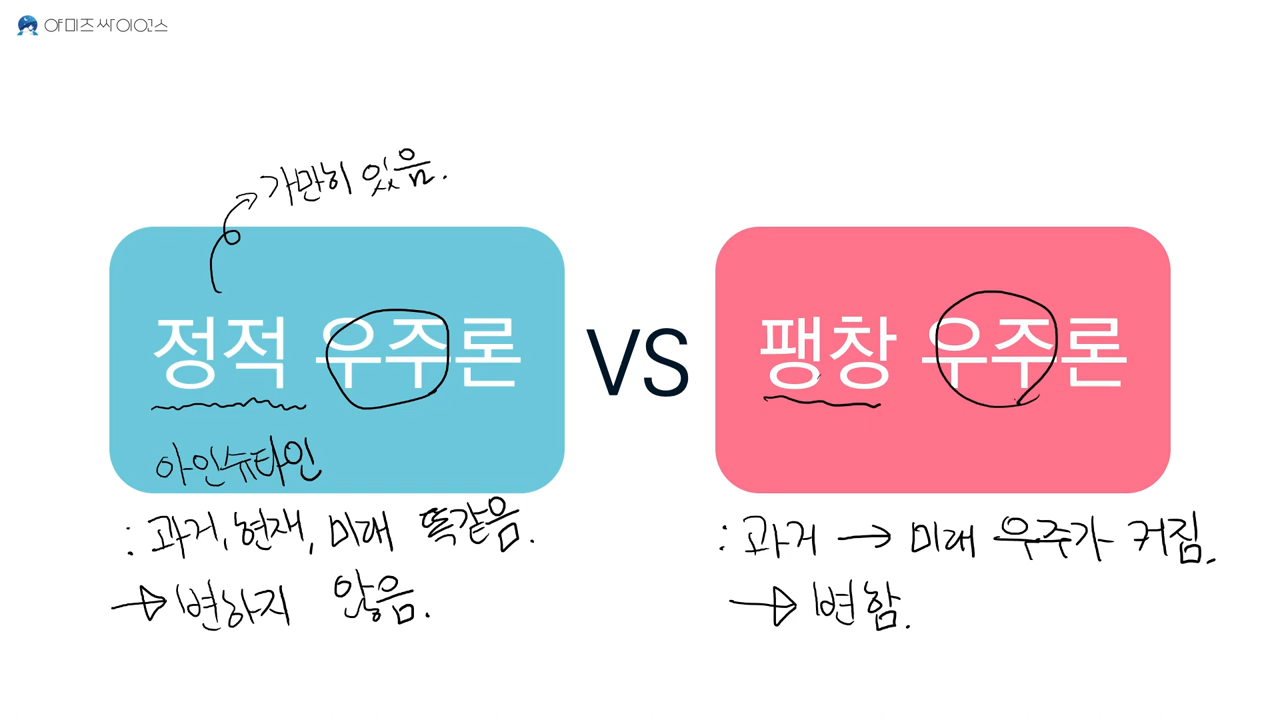 야미즈 싸이언스
가만히 있음.
정적 우주론
아인슈타인
: 과거, 현재, 미래 똑같음.
→ 변하지 않음.
VS
팽창 우주론
: 과거 → 미래 우주가 커짐.
→ 변함.